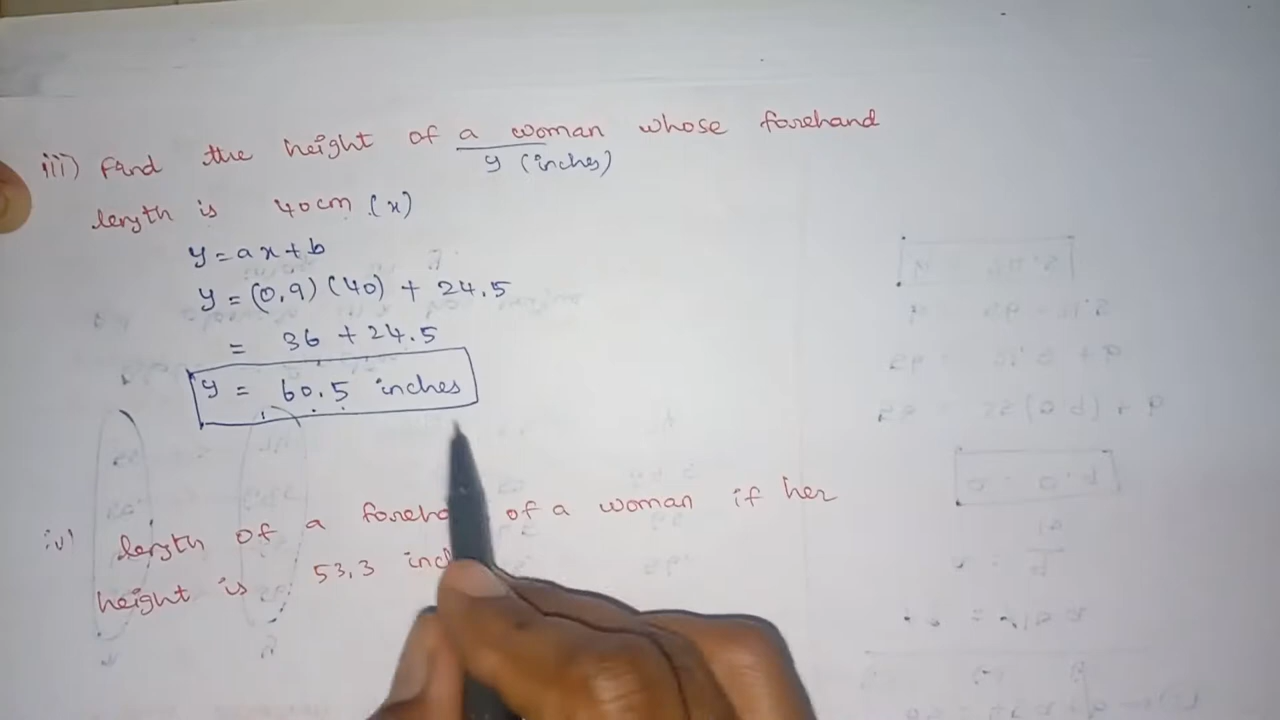 iii) Find the height of a woman whose forehand
y (inches)
length is 40cm (x)
y = ax + b
y = (0.9) (40) + 24.5
= 36 + 24.5
y = 60.5 inches
iv) length of a of a woman if her
height is 53.3